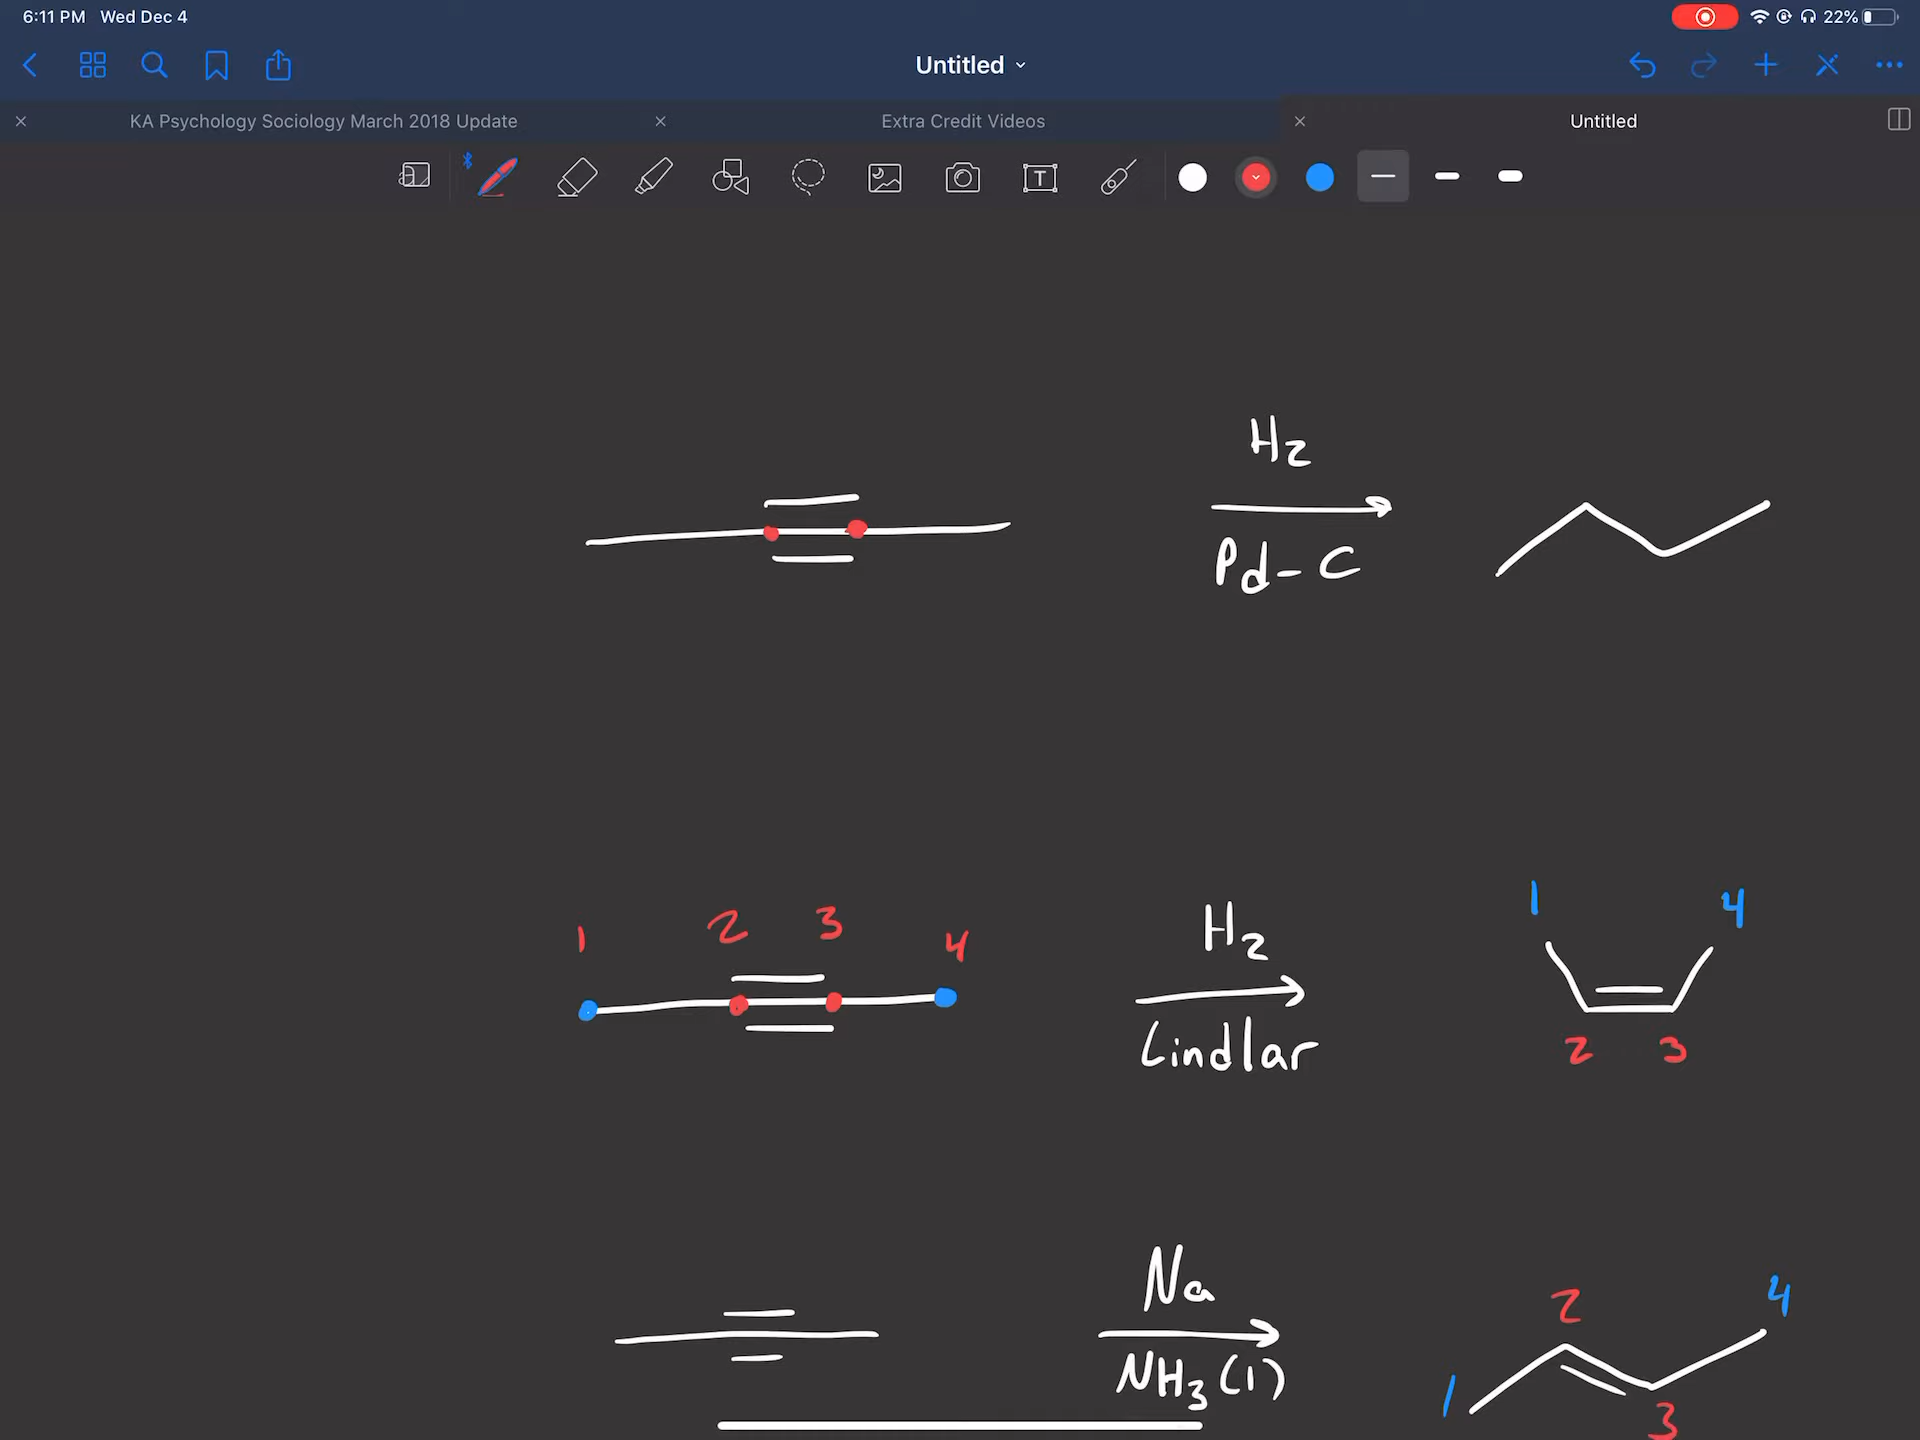 6:11 PM Wed Dec 4
22%
Untitled
KA Psychology Sociology March 2018 Update
Extra Credit Videos
Untitled
T
H2
Pd-C
1 2 3 4
H2
Lindlar
1 4
2 3
Na
NH3(l)
2 4
1 3